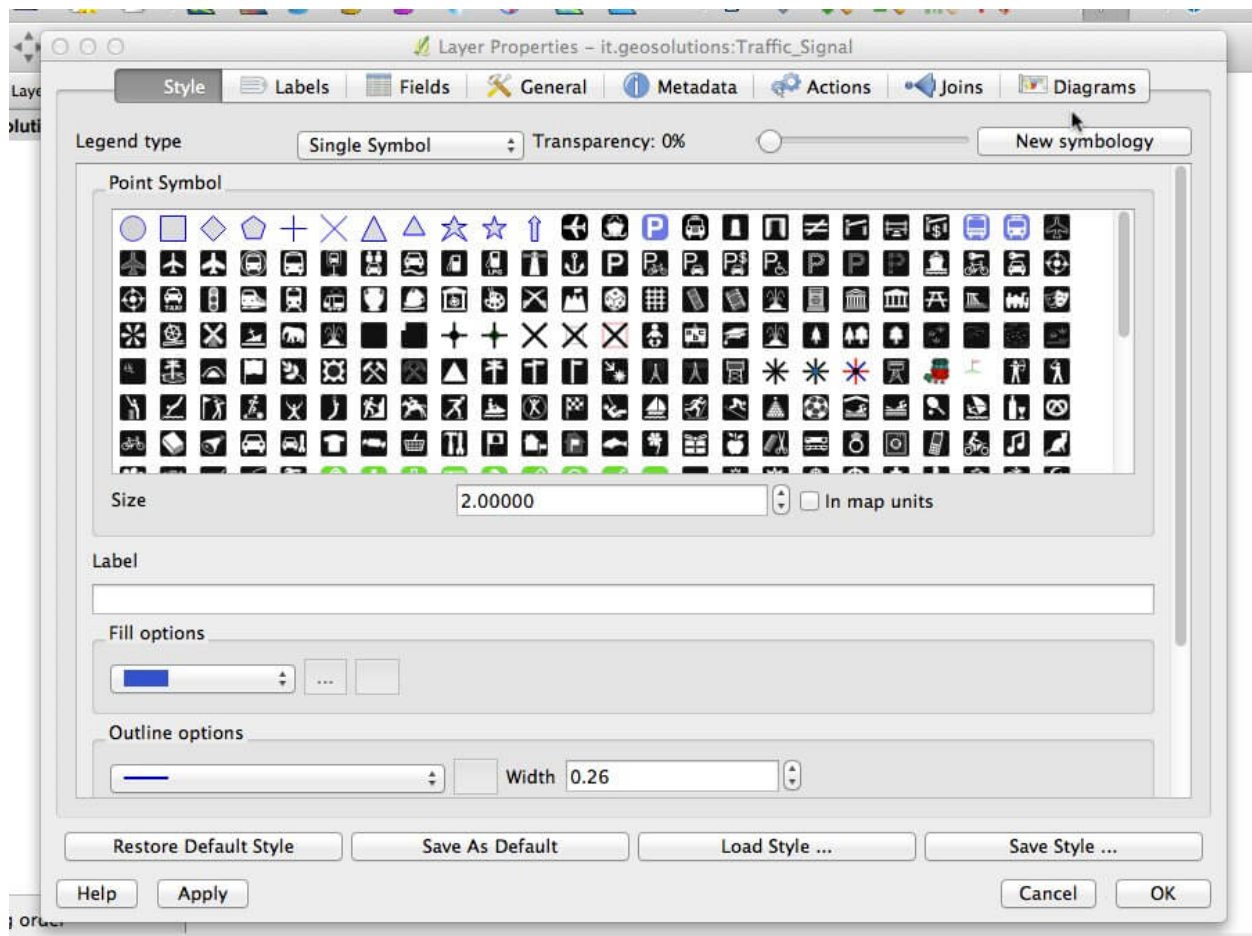 Layer Properties – it.geosolutions:Traffic_Signal
Laye
Style Labels Fields General Metadata Actions Joins Diagrams
oluti
Legend type Single Symbol Transparency: 0% New symbology
Point Symbol
Size 2.00000 In map units
Label
Fill options
...
Outline options
Width 0.26
Restore Default Style Save As Default Load Style ... Save Style ...
Help Apply Cancel OK